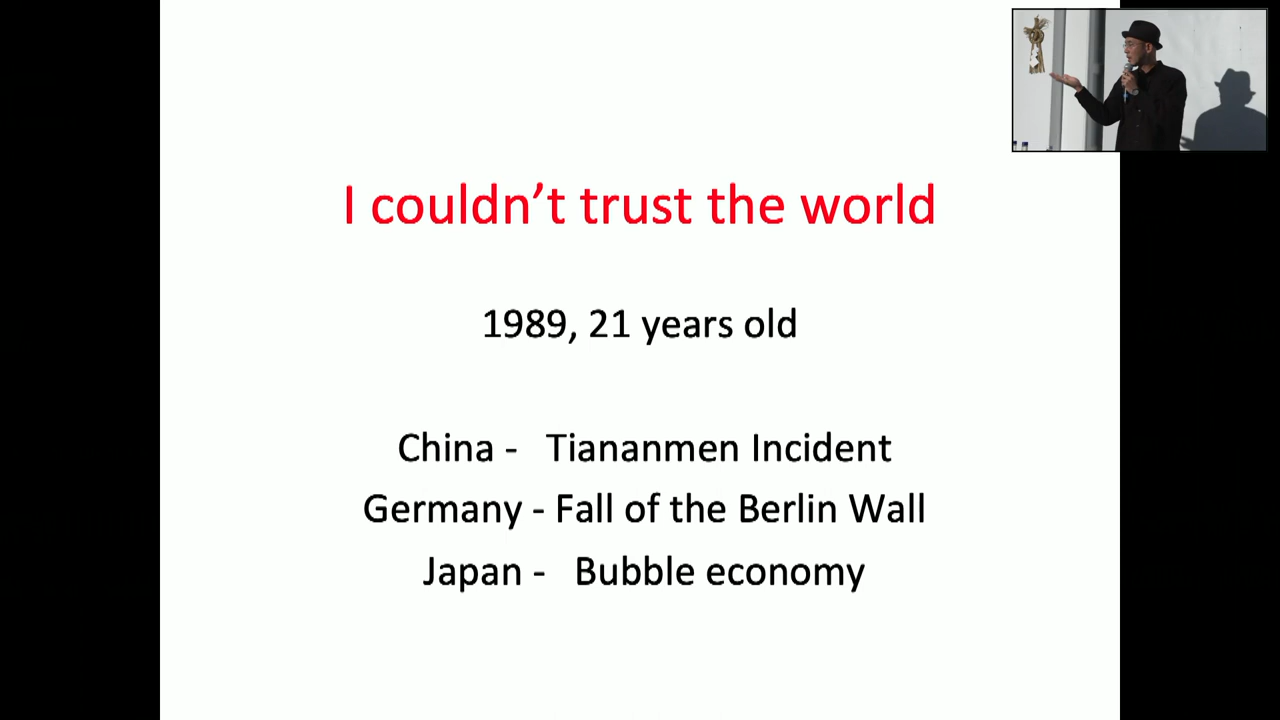 I couldn’t trust the world
1989, 21 years old
China - Tiananmen Incident
Germany - Fall of the Berlin Wall
Japan - Bubble economy